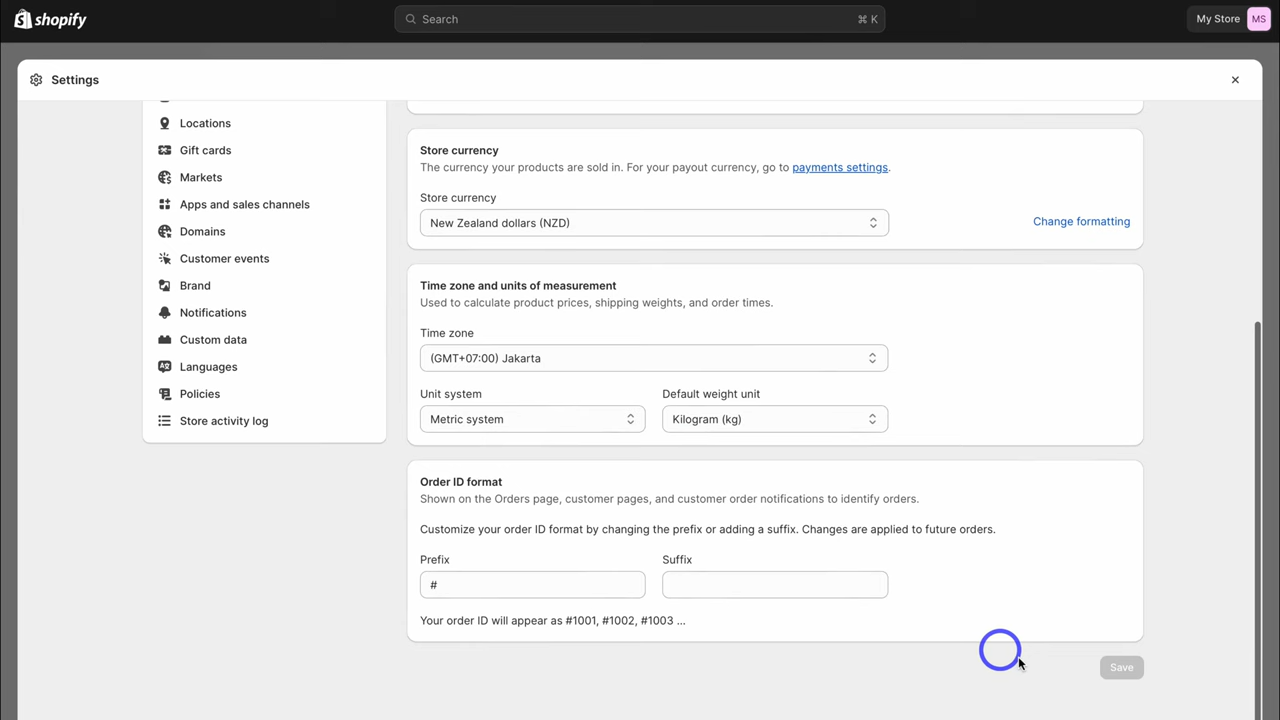 shopify
Search
⌘ K
My Store
MS
Settings
Locations
Gift cards
Markets
Apps and sales channels
Domains
Customer events
Brand
Notifications
Custom data
Languages
Policies
Store activity log
Store currency
The currency your products are sold in. For your payout currency, go to payments settings.
Store currency
New Zealand dollars (NZD)
Change formatting
Time zone and units of measurement
Used to calculate product prices, shipping weights, and order times.
Time zone
(GMT+07:00) Jakarta
Unit system
Default weight unit
Metric system
Kilogram (kg)
Order ID format
Shown on the Orders page, customer pages, and customer order notifications to identify orders.
Customize your order ID format by changing the prefix or adding a suffix. Changes are applied to future orders.
Prefix
Suffix
#
Your order ID will appear as #1001, #1002, #1003 ...
Save